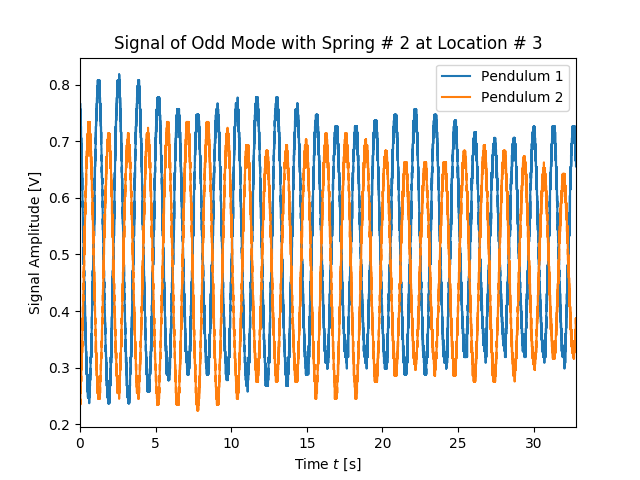 Signal of Odd Mode with Spring # 2 at Location # 3
Pendulum 1
Pendulum 2
0.8
0.7
0.6
0.5
0.4
0.3
0.2
Signal Amplitude [V]
0 5 10 15 20 25 30
Time t [s]